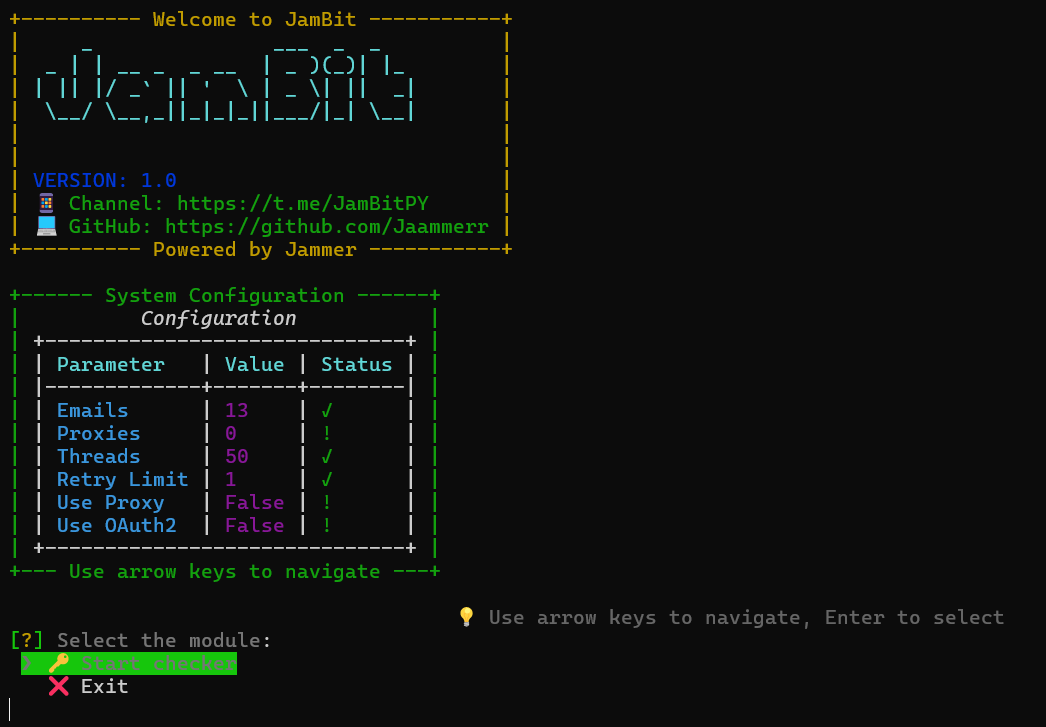 Welcome to JamBit
JamBit
VERSION: 1.0
Channel: https://t.me/JamBitPY
GitHub: https://github.com/Jaammerr
Powered by Jammer
System Configuration
Configuration
Parameter | Value | Status
Emails | 13 | √
Proxies | 0 | !
Threads | 50 | √
Retry Limit | 1 | √
Use Proxy | False | !
Use OAuth2 | False | !
Use arrow keys to navigate
💡 Use arrow keys to navigate, Enter to select
[?] Select the module:
> 🔑 Start checker
❌ Exit